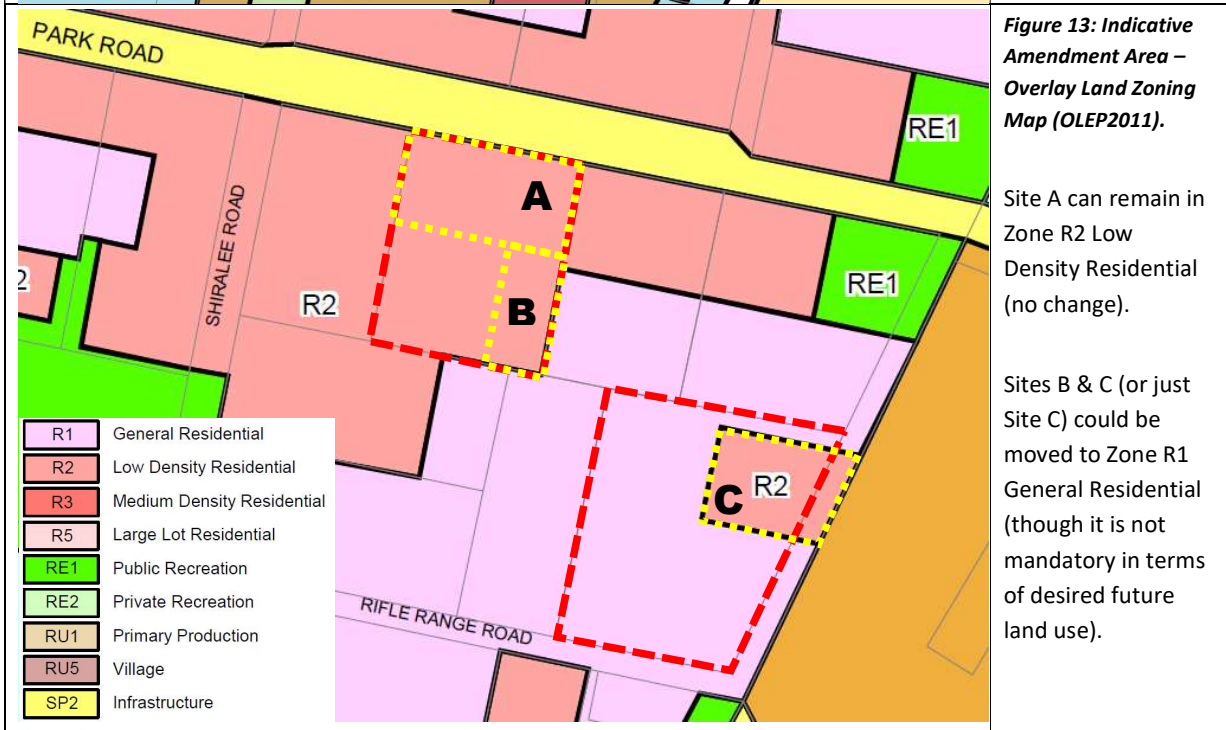 PARK ROAD
RE1
A
SHIRALEE ROAD
2
R2
B
RE1
C
R2
RIFLE RANGE ROAD
R1 General Residential
R2 Low Density Residential
R3 Medium Density Residential
R5 Large Lot Residential
RE1 Public Recreation
RE2 Private Recreation
RU1 Primary Production
RU5 Village
SP2 Infrastructure
Figure 13: Indicative
Amendment Area –
Overlay Land Zoning
Map (OLEP2011).
Site A can remain in
Zone R2 Low
Density Residential
(no change).
Sites B & C (or just
Site C) could be
moved to Zone R1
General Residential
(though it is not
mandatory in terms
of desired future
land use).